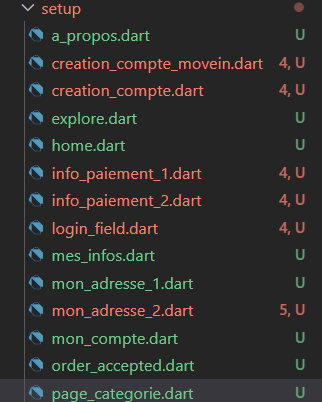 setup
a_propos.dart U
creation_compte_movein.dart 4, U
creation_compte.dart 4, U
explore.dart U
home.dart U
info_paiement_1.dart 4, U
info_paiement_2.dart 4, U
login_field.dart 4, U
mes_infos.dart U
mon_adresse_1.dart U
mon_adresse_2.dart 5, U
mon_compte.dart U
order_accepted.dart U
page_categorie.dart U